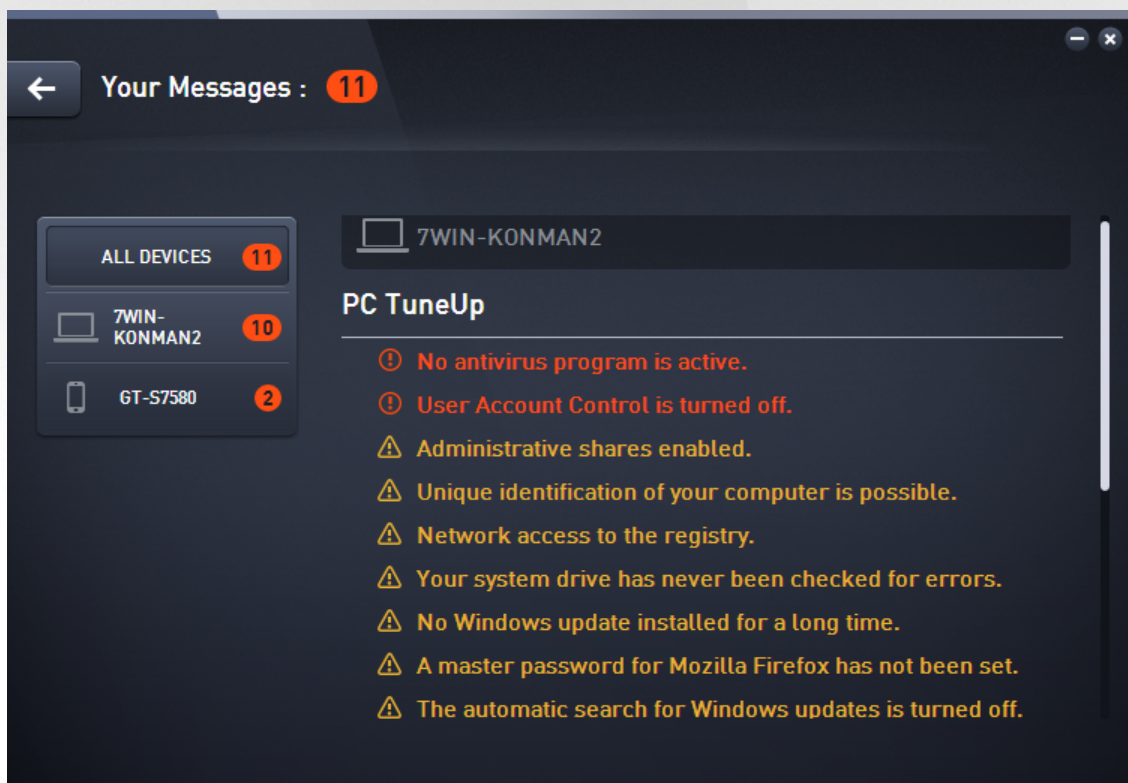 Your Messages : 11
ALL DEVICES 11
7WIN-
KONMAN2 10
GT-S7580 2
7WIN-KONMAN2
PC TuneUp
No antivirus program is active.
User Account Control is turned off.
Administrative shares enabled.
Unique identification of your computer is possible.
Network access to the registry.
Your system drive has never been checked for errors.
No Windows update installed for a long time.
A master password for Mozilla Firefox has not been set.
The automatic search for Windows updates is turned off.